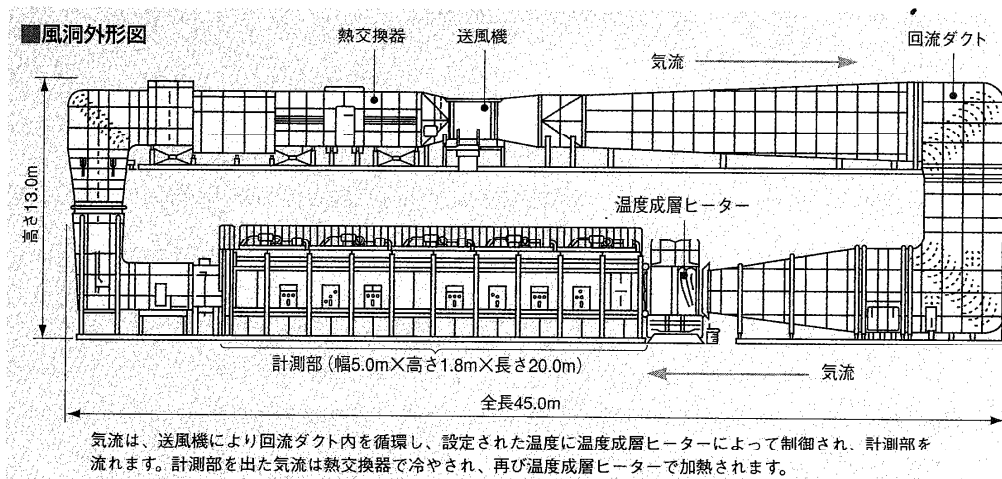 ■風洞外形図
熱交換器
送風機
回流ダクト
気流
高さ13.0m
温度成層ヒーター
計測部(幅5.0m×高さ1.8m×長さ20.0m)
気流
全長45.0m
気流は、送風機により回流ダクト内を循環し、設定された温度に温度成層ヒーターによって制御され、計測部を
流れます。計測部を出た気流は熱交換器で冷やされ、再び温度成層ヒーターで加熱されます。